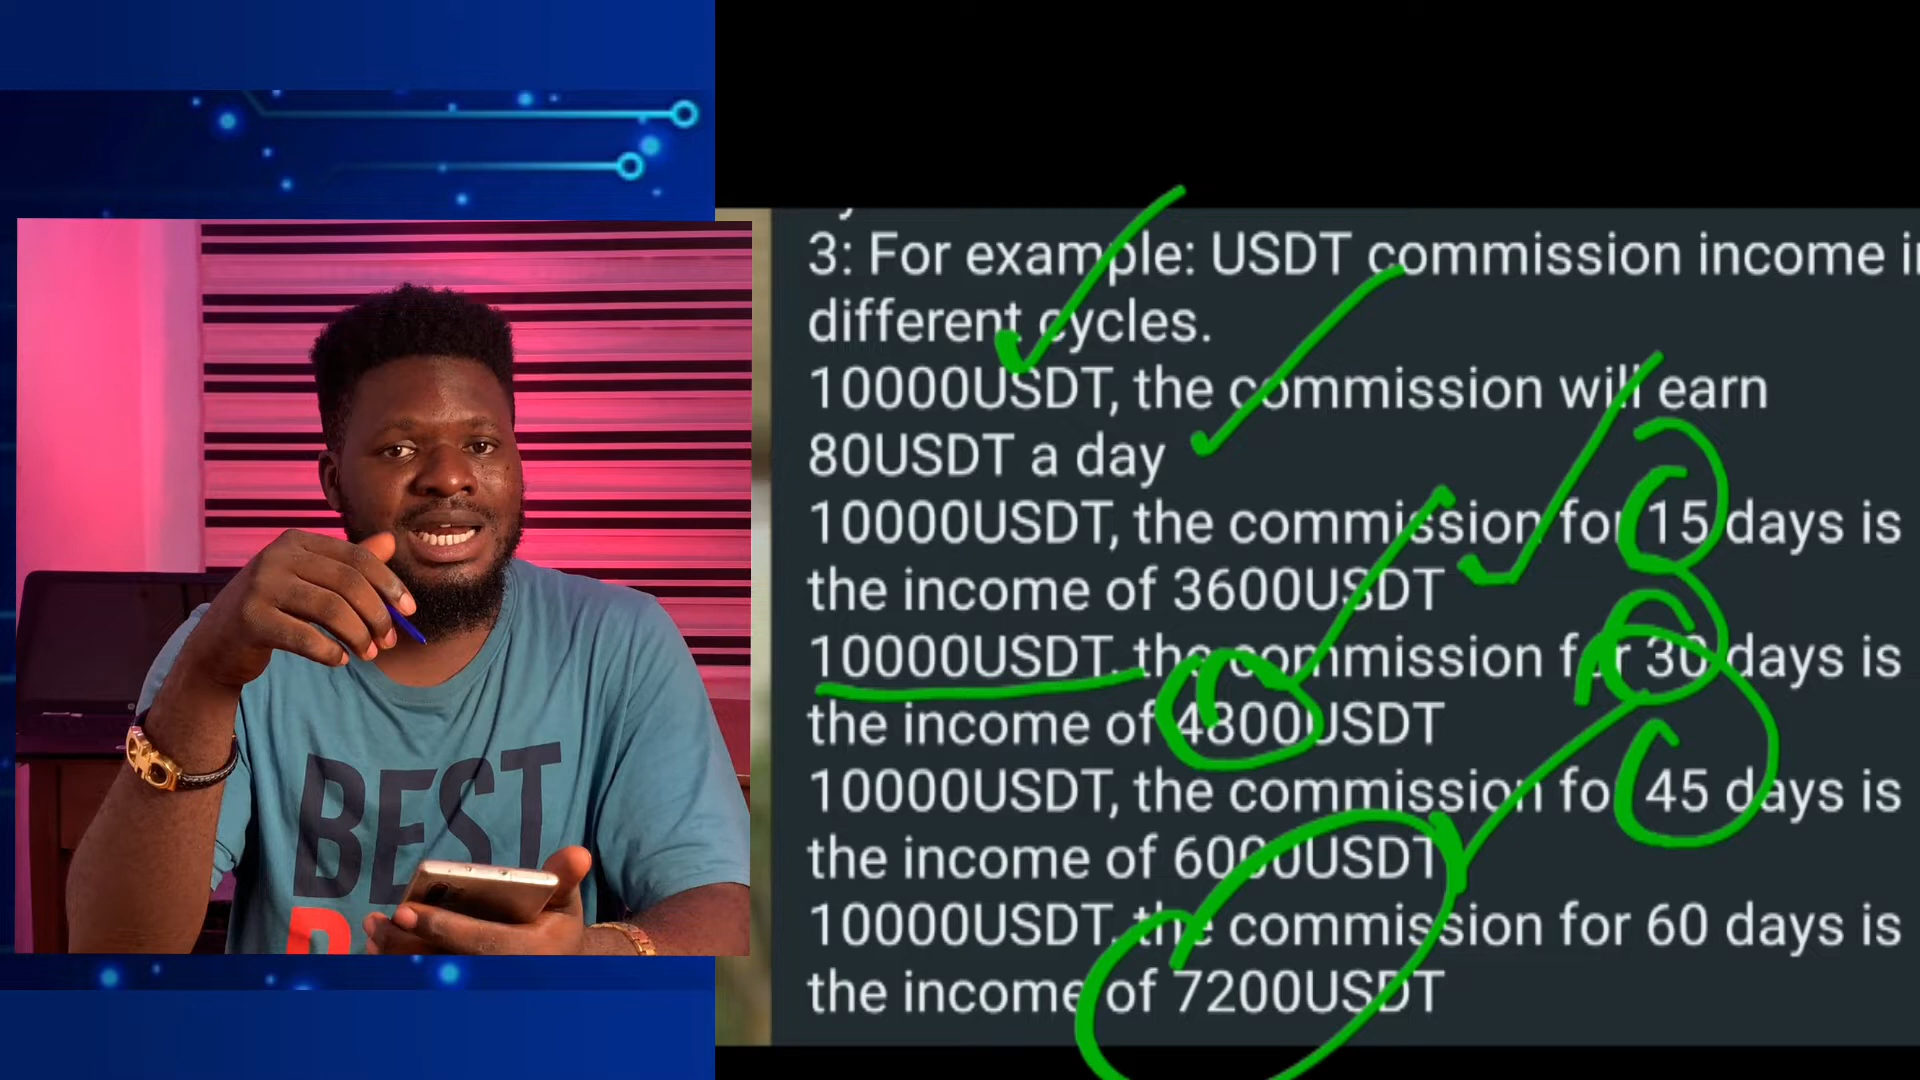 3: For example: USDT commission income in
different cycles.
10000USDT, the commission will earn
80USDT a day
10000USDT, the commission for 15 days is
the income of 3600USDT
10000USDT, the commission for 30 days is
the income of 4800USDT
10000USDT, the commission for 45 days is
the income of 6000USDT
10000USDT, the commission for 60 days is
the income of 7200USDT
BEST